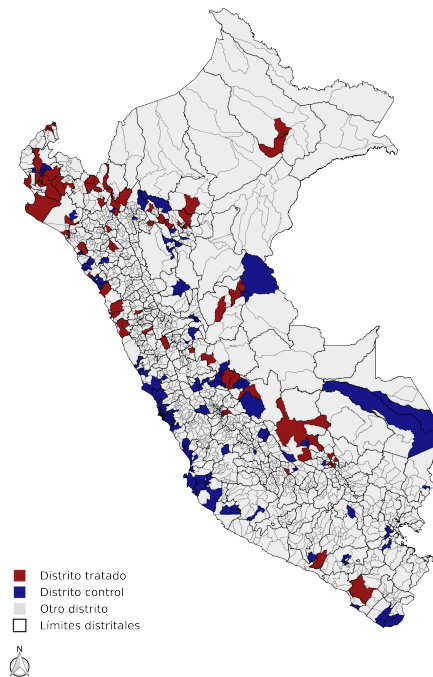 Distrito tratado
Distrito control
Otro distrito
Límites distritales
N